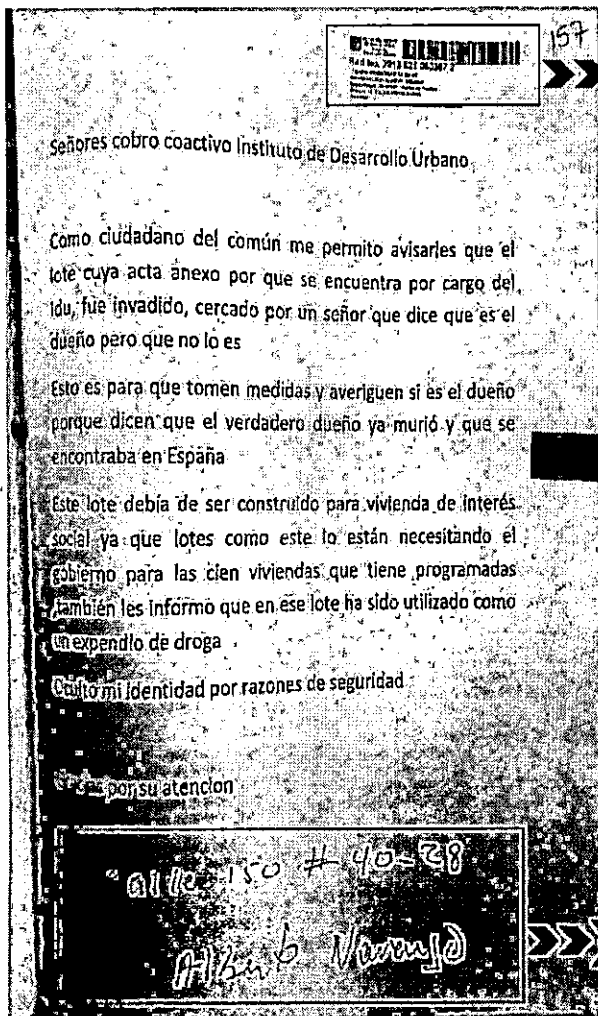 157
Señores cobro coactivo Instituto de Desarrollo Urbano
Como ciudadano del común me permito avisarles que el
lote cuya acta anexo por que se encuentra por cargo del
idu, fue invadido, cercado por un señor que dice que es el
dueño pero que no lo es
Esto es para que tomen medidas y averiguen si es el dueño
porque dicen que el verdadero dueño ya murió y que se
encontraba en España
Este lote debía de ser construido para vivienda de interés
social ya que lotes como este lo están necesitando el
gobierno para las cien viviendas que tiene programadas
,también les informo que en ese lote ha sido utilizado como
un expendio de droga
Oculto mi identidad por razones de seguridad
por su atencion
Calle 150 # 40-28
Alberto Naranjo